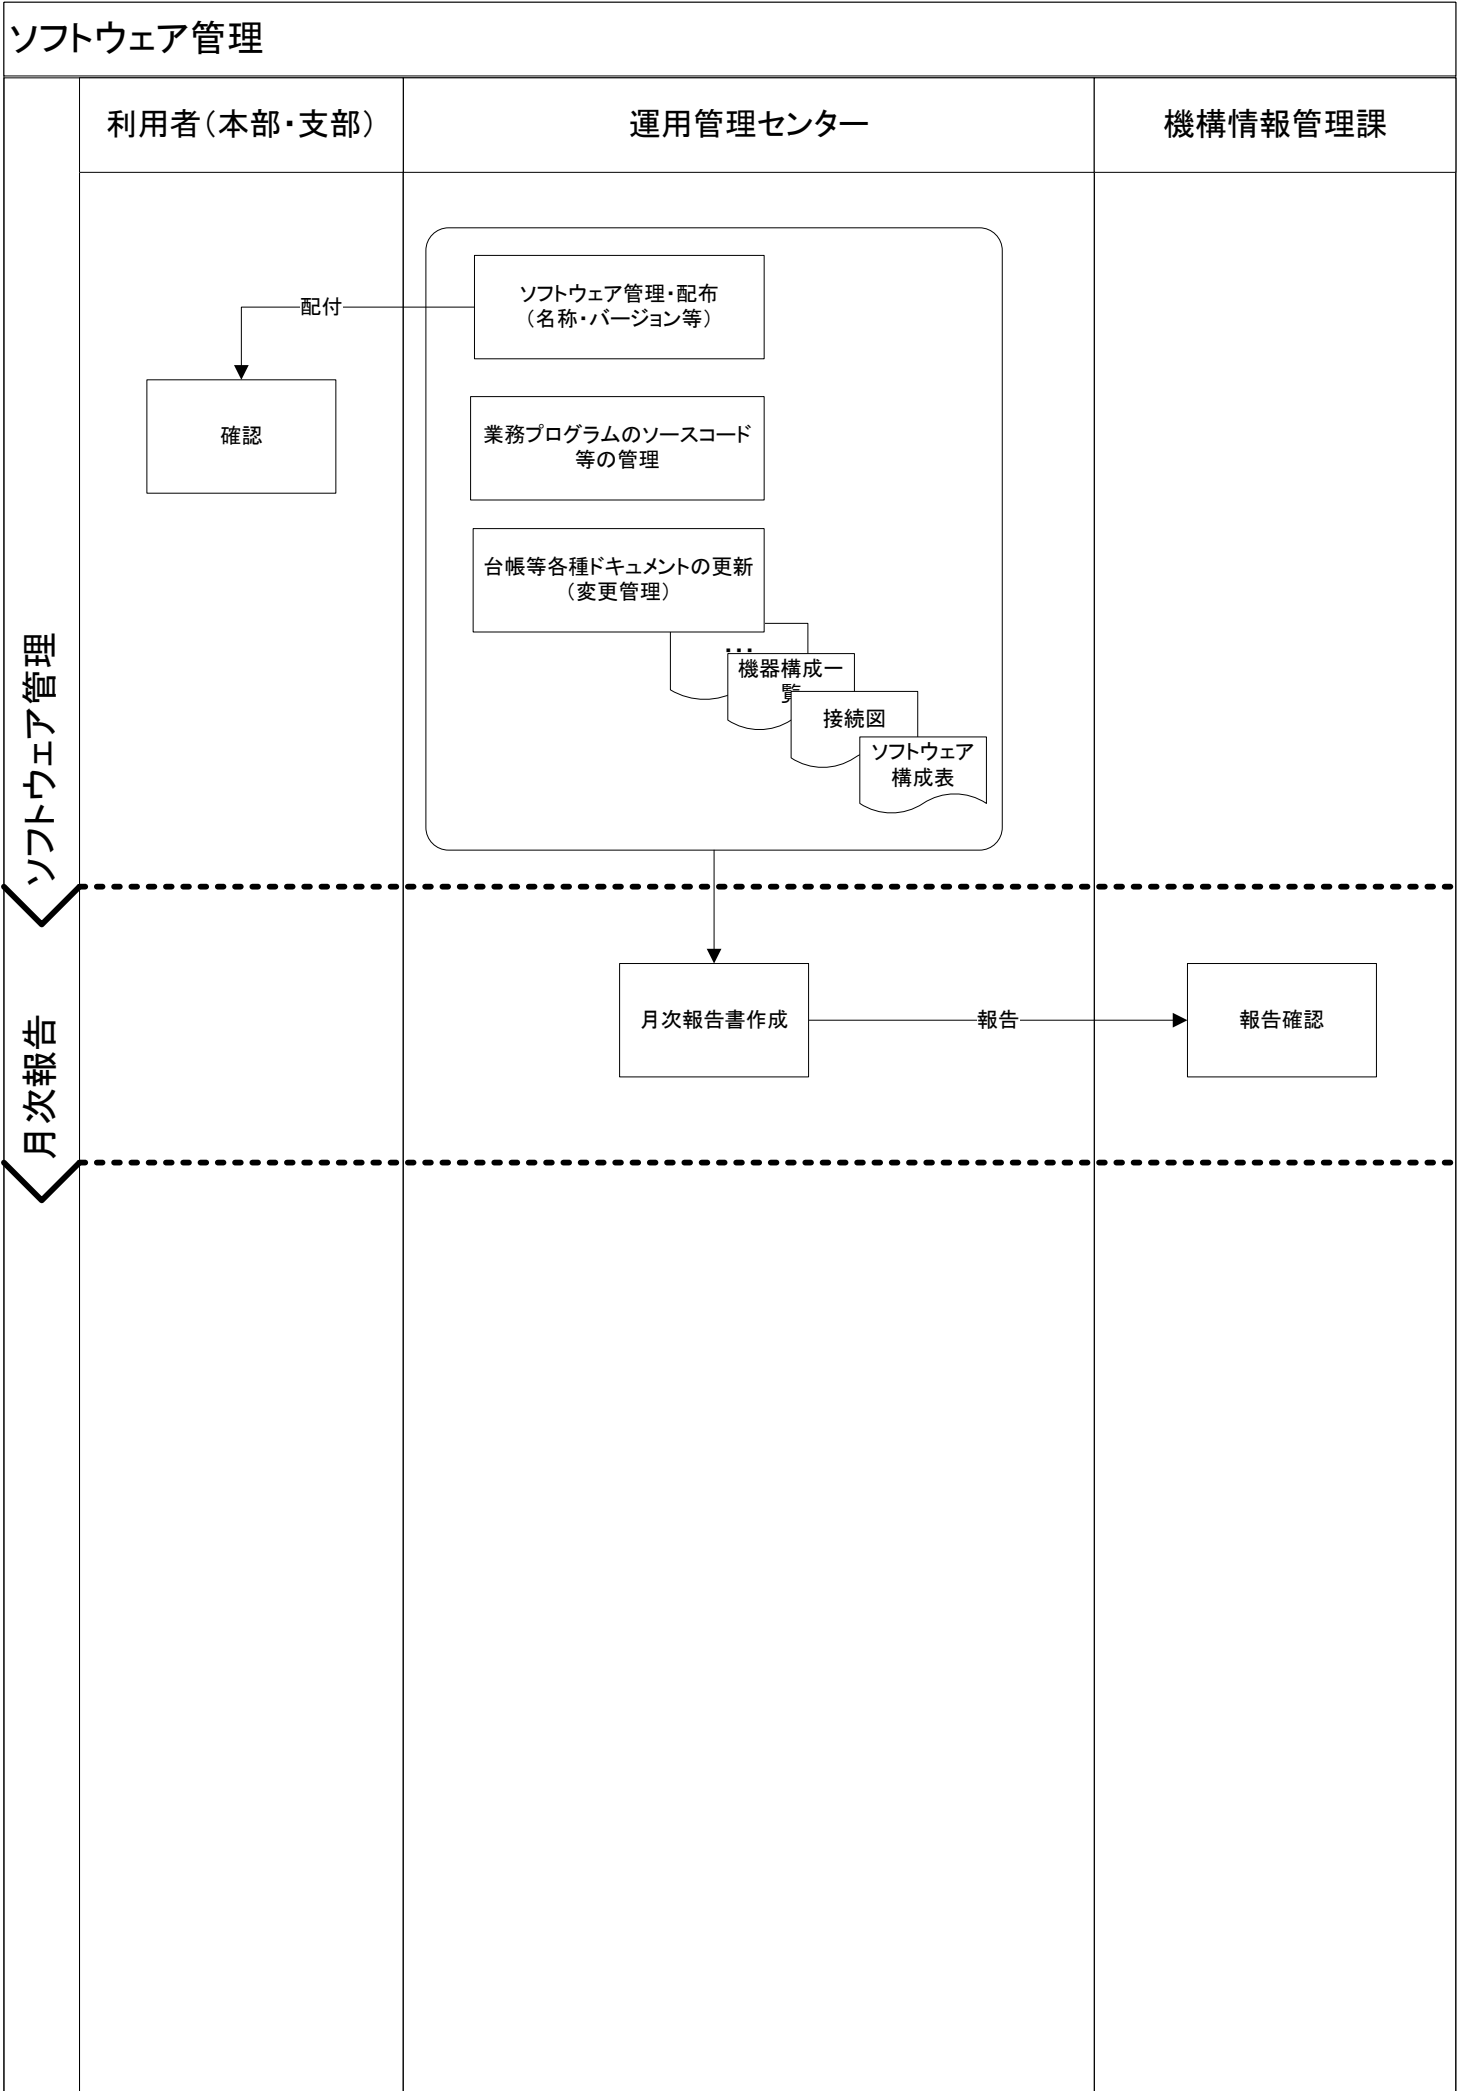 ソフトウェア管理
利用者（本部・支部）
運用管理センター
機構情報管理課
ソフトウェア管理
ソフトウェア管理・配布
（名称・バージョン等）
配付
確認
業務プログラムのソースコード
等の管理
台帳等各種ドキュメントの更新
（変更管理）
…
機器構成一
覧
接続図
ソフトウェア
構成表
月次報告
月次報告書作成
報告
報告確認